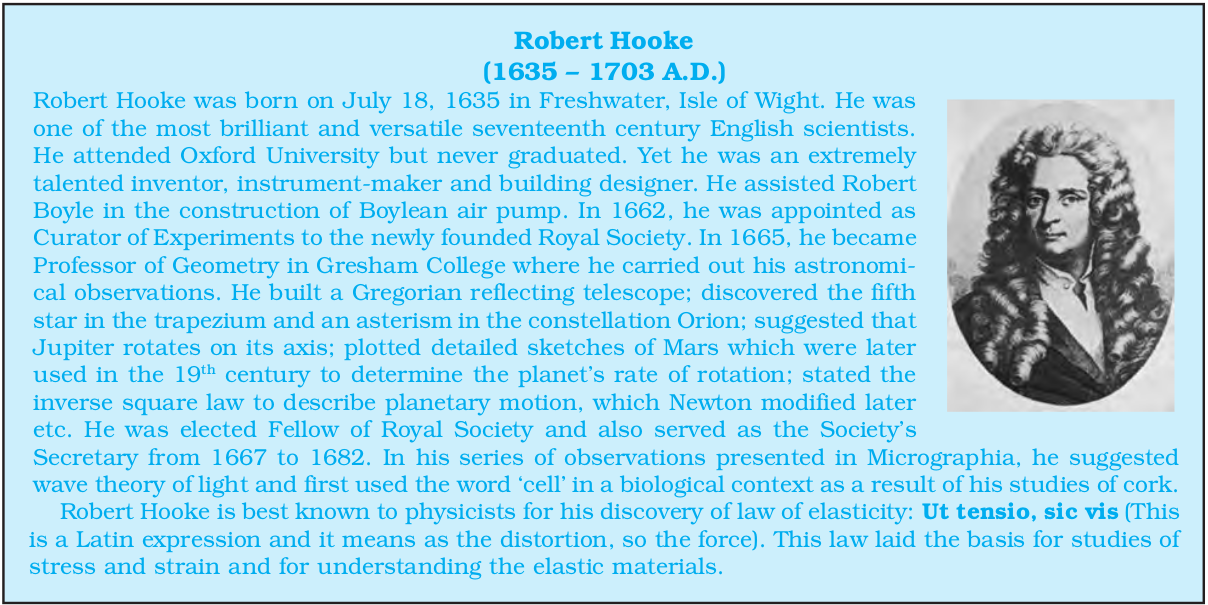 Robert Hooke
(1635 – 1703 A.D.)
Robert Hooke was born on July 18, 1635 in Freshwater, Isle of Wight. He was
one of the most brilliant and versatile seventeenth century English scientists.
He attended Oxford University but never graduated. Yet he was an extremely
talented inventor, instrument-maker and building designer. He assisted Robert
Boyle in the construction of Boylean air pump. In 1662, he was appointed as
Curator of Experiments to the newly founded Royal Society. In 1665, he became
Professor of Geometry in Gresham College where he carried out his astronomi-
cal observations. He built a Gregorian reflecting telescope; discovered the fifth
star in the trapezium and an asterism in the constellation Orion; suggested that
Jupiter rotates on its axis; plotted detailed sketches of Mars which were later
used in the 19th century to determine the planet's rate of rotation; stated the
inverse square law to describe planetary motion, which Newton modified later
etc. He was elected Fellow of Royal Society and also served as the Society's
Secretary from 1667 to 1682. In his series of observations presented in Micrographia, he suggested
wave theory of light and first used the word 'cell' in a biological context as a result of his studies of cork.
Robert Hooke is best known to physicists for his discovery of law of elasticity: Ut tensio, sic vis (This
is a Latin expression and it means as the distortion, so the force). This law laid the basis for studies of
stress and strain and for understanding the elastic materials.